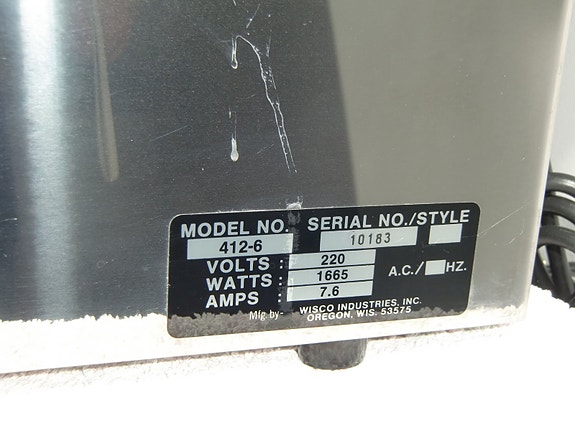 MODEL NO. SERIAL NO./STYLE
412-6 10183
VOLTS : 220
WATTS : 1665 A.C./ HZ.
AMPS : 7.6
Mfg by- WISCO INDUSTRIES, INC.
OREGON, WIS. 53575